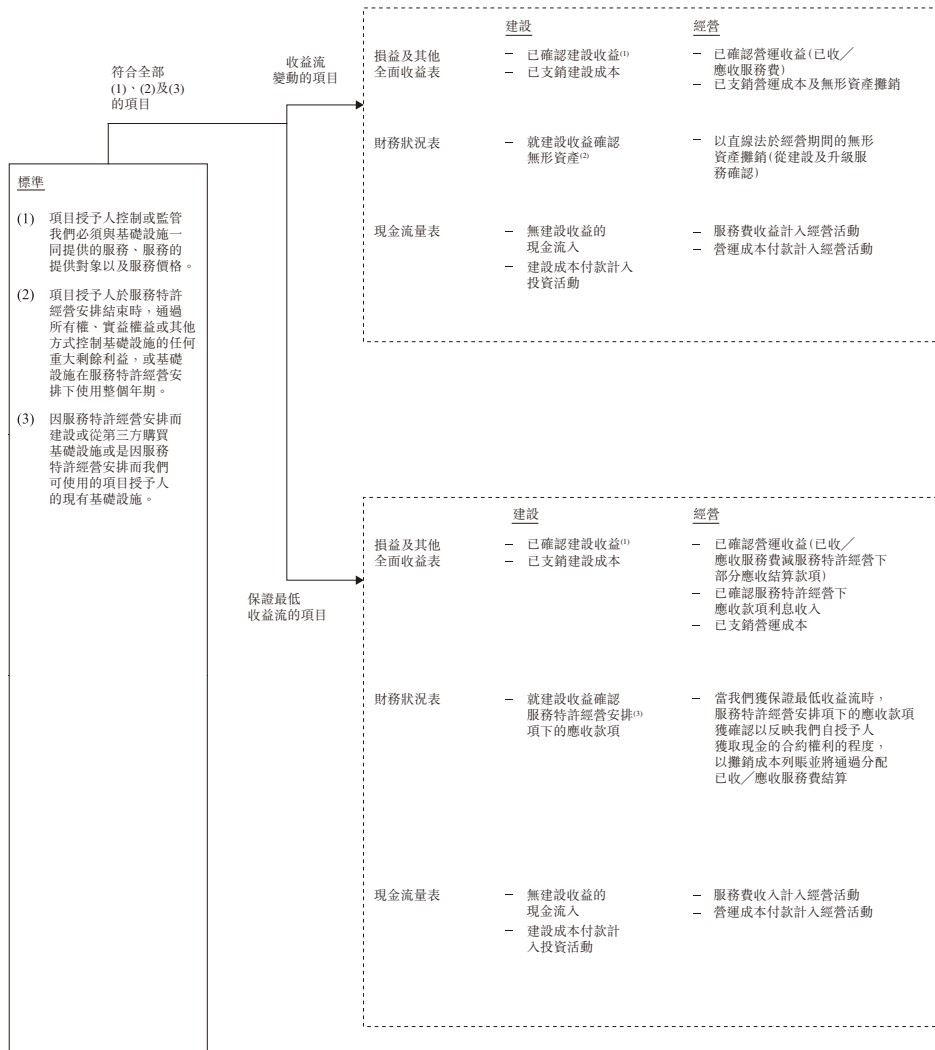 符合全部
(1)、(2)及(3)
的項目
收益流
變動的項目
標準
(1) 項目授予人控制或監管
我們必須與基礎設施一
同提供的服務、服務的
提供對象以及服務價格。
(2) 項目授予人於服務特許
經營安排結束時，通過
所有權、實益權益或其他
方式控制基礎設施的任何
重大剩餘利益，或基礎
設施在服務特許經營安
排下使用整個年期。
(3) 因服務特許經營安排而
建設或從第三方購買
基礎設施或是因服務
特許經營安排而我們
可使用的項目授予人
的現有基礎設施。
建設
經營
損益及其他
全面收益表
– 已確認建設收益(1)
– 已支銷建設成本
– 已確認營運收益(已收／
應收服務費)
– 已支銷營運成本及無形資產攤銷
財務狀況表
– 就建設收益確認
無形資產(2)
– 以直線法於經營期間的無形
資產攤銷(從建設及升級服
務確認)
現金流量表
– 無建設收益的
現金流入
– 建設成本付款計入
投資活動
– 服務費收益計入經營活動
– 營運成本付款計入經營活動
保證最低
收益流的項目
建設
經營
損益及其他
全面收益表
– 已確認建設收益(1)
– 已支銷建設成本
– 已確認營運收益(已收／
應收服務費減服務特許經營下
部分應收結算款項)
– 已確認服務特許經營下
應收款項利息收入
– 已支銷營運成本
財務狀況表
– 就建設收益確認
服務特許經營安排(3)
項下的應收款項
– 當我們獲保證最低收益流時，
服務特許經營安排項下的應收款項
獲確認以反映我們自授予人
獲取現金的合約權利的程度，
以攤銷成本列賬並將通過分配
已收／應收服務費結算
現金流量表
– 無建設收益的
現金流入
– 建設成本付款計
入投資活動
– 服務費收入計入經營活動
– 營運成本付款計入經營活動